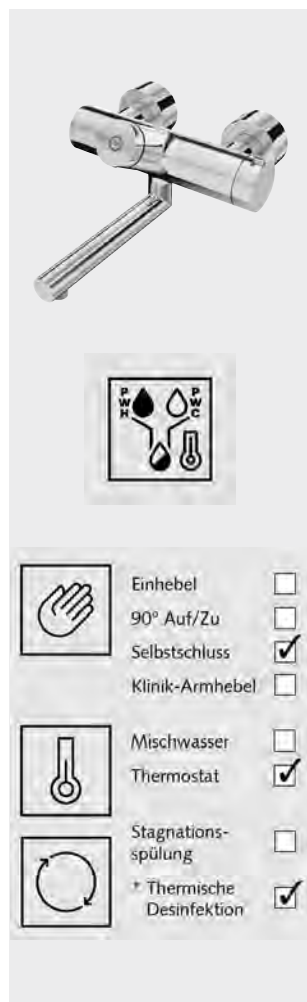 PWH PWC
Einhebel
90° Auf/Zu
Selbstschluss
Klinik-Armhebel
Mischwasser
Thermostat
Stagnations-
spülung
* Thermische
Desinfektion